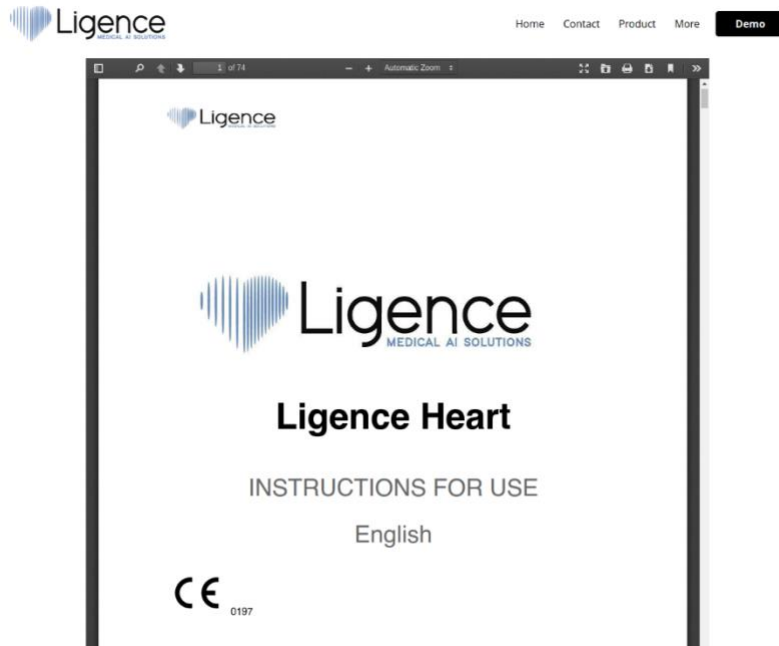 Ligence
MEDICAL AI SOLUTIONS
Home Contact Product More Demo
1 of 74 Automatic Zoom
Ligence
Ligence
MEDICAL AI SOLUTIONS
Ligence Heart
INSTRUCTIONS FOR USE
English
CE 0197